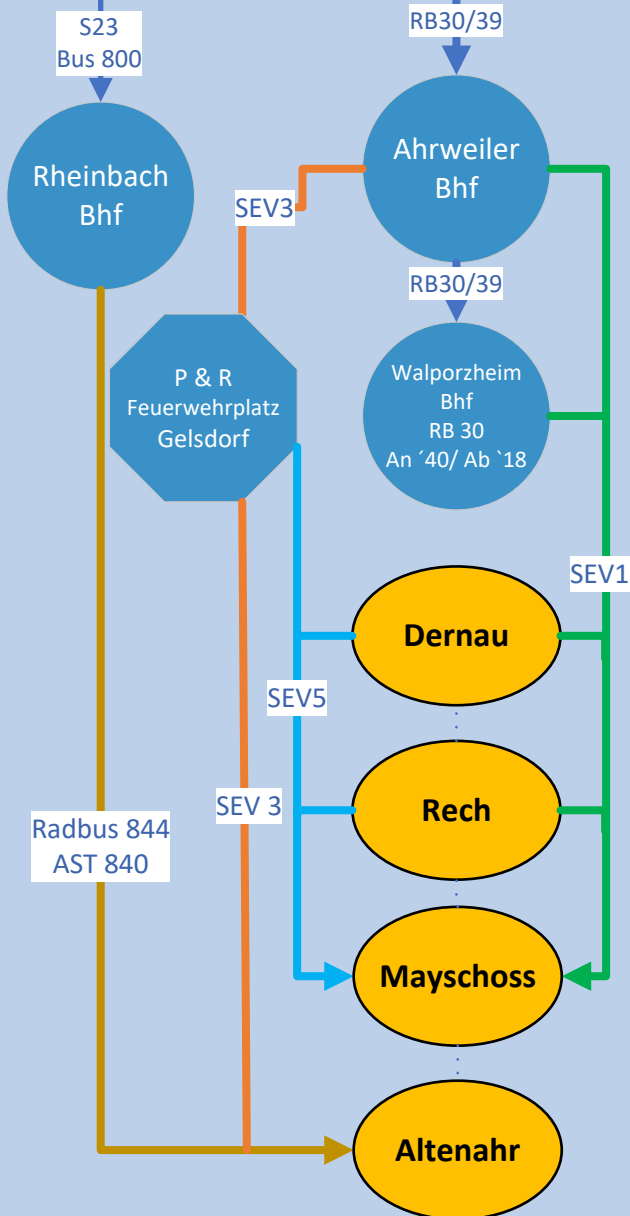 S23
Bus 800
RB30/39
Rheinbach
Bhf
Ahrweiler
Bhf
SEV3
RB30/39
P & R
Feuerwehrplatz
Gelsdorf
Walporzheim
Bhf
RB 30
An ´40/ Ab `18
SEV1
Dernau
SEV5
SEV 3
Rech
Radbus 844
AST 840
Mayschoss
Altenahr